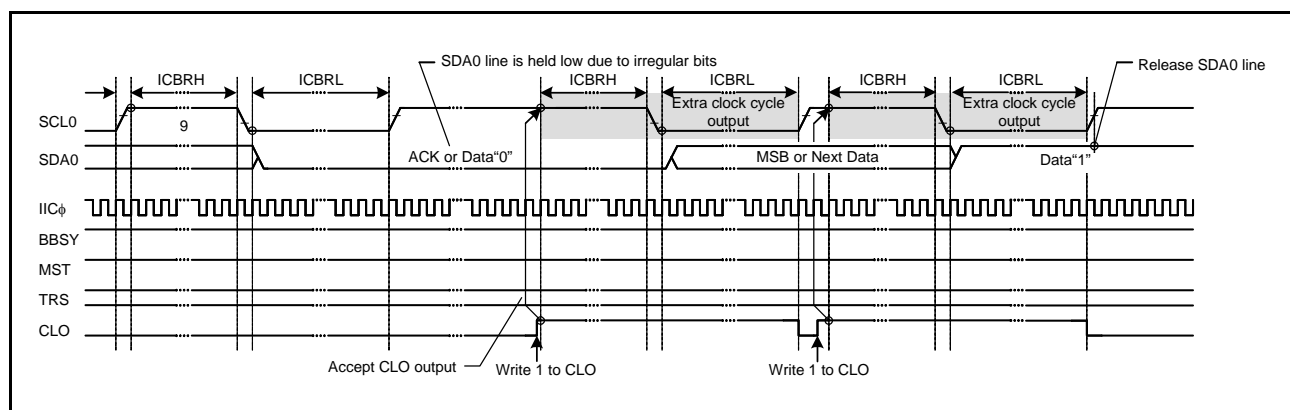 SDA0 line is held low due to irregular bits
ICBRH
ICBRL
ICBRH
ICBRL
ICBRH
ICBRL
Release SDA0 line
SCL0
9
Extra clock cycle
output
Extra clock cycle
output
SDA0
ACK or Data“0”
MSB or Next Data
Data“1”
IICϕ
BBSY
MST
TRS
CLO
Accept CLO output
Write 1 to CLO
Write 1 to CLO